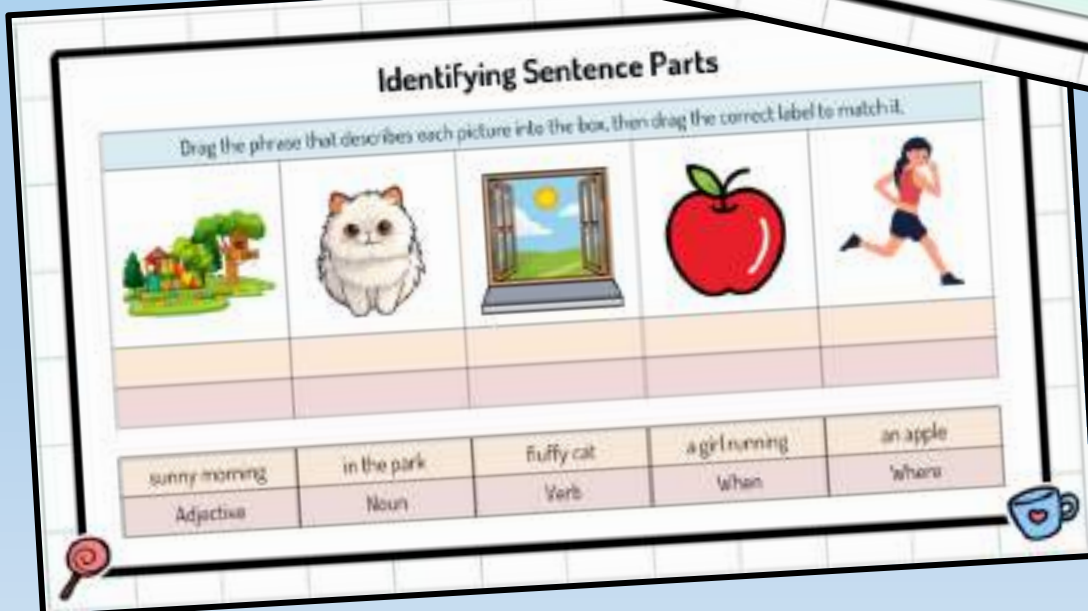 Identifying Sentence Parts
Drag the phrase that describes each picture into the box, then drag the correct label to match it.
sunny morning in the park fluffy cat a girl running an apple
Adjective Noun Verb When Where